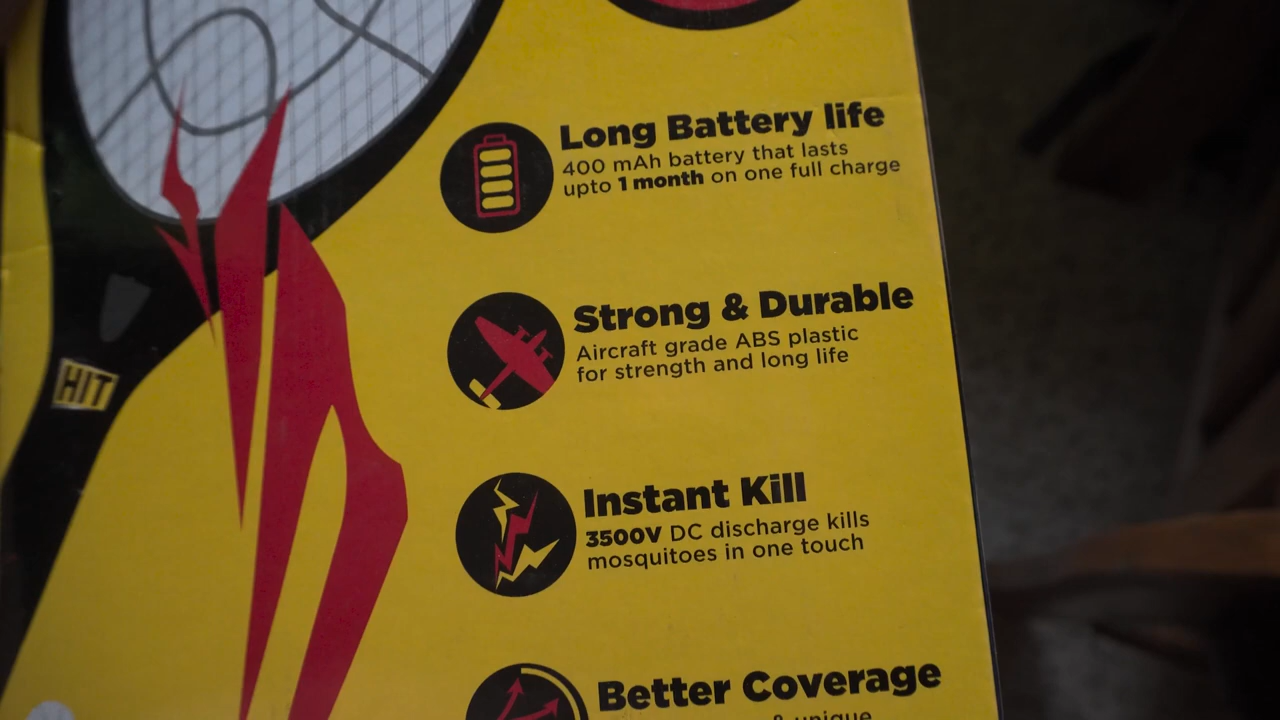 Long Battery life
400 mAh battery that lasts
upto 1 month on one full charge
Strong & Durable
Aircraft grade ABS plastic
for strength and long life
HIT
Instant Kill
3500V DC discharge kills
mosquitoes in one touch
Better Coverage
& unique